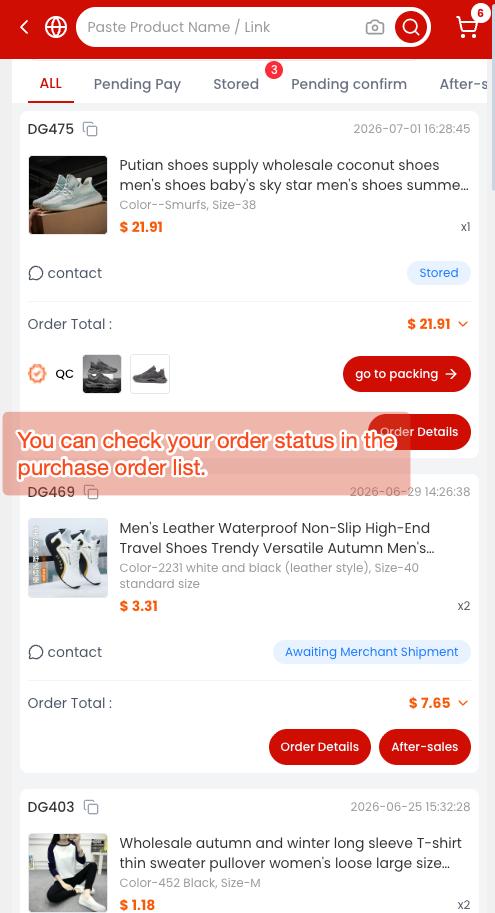 Paste Product Name / Link
6
ALL
Pending Pay
Stored
3
Pending confirm
After-s
DG475
2026-07-01 16:28:45
Putian shoes supply wholesale coconut shoes
men's shoes baby's sky star men's shoes summe...
Color--Smurfs, Size-38
$ 21.91
x1
contact
Stored
Order Total :
$ 21.91
QC
go to packing
Order Details
You can check your order status in the
purchase order list.
DG469
2026-06-29 14:26:38
Men's Leather Waterproof Non-Slip High-End
Travel Shoes Trendy Versatile Autumn Men's...
Color-2231 white and black (leather style), Size-40
standard size
$ 3.31
x2
contact
Awaiting Merchant Shipment
Order Total :
$ 7.65
Order Details
After-sales
DG403
2026-06-25 15:32:28
Wholesale autumn and winter long sleeve T-shirt
thin sweater pullover women's loose large size...
Color-452 Black, Size-M
$ 1.18
x2